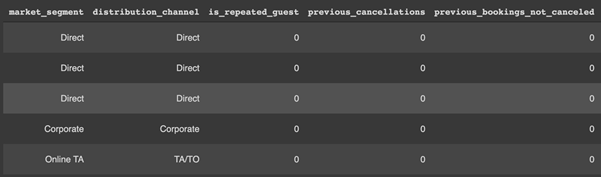 market_segment distribution_channel is_repeated_guest previous_cancellations previous_bookings_not_canceled
Direct Direct 0 0 0
Direct Direct 0 0 0
Direct Direct 0 0 0
Corporate Corporate 0 0 0
Online TA TA/TO 0 0 0